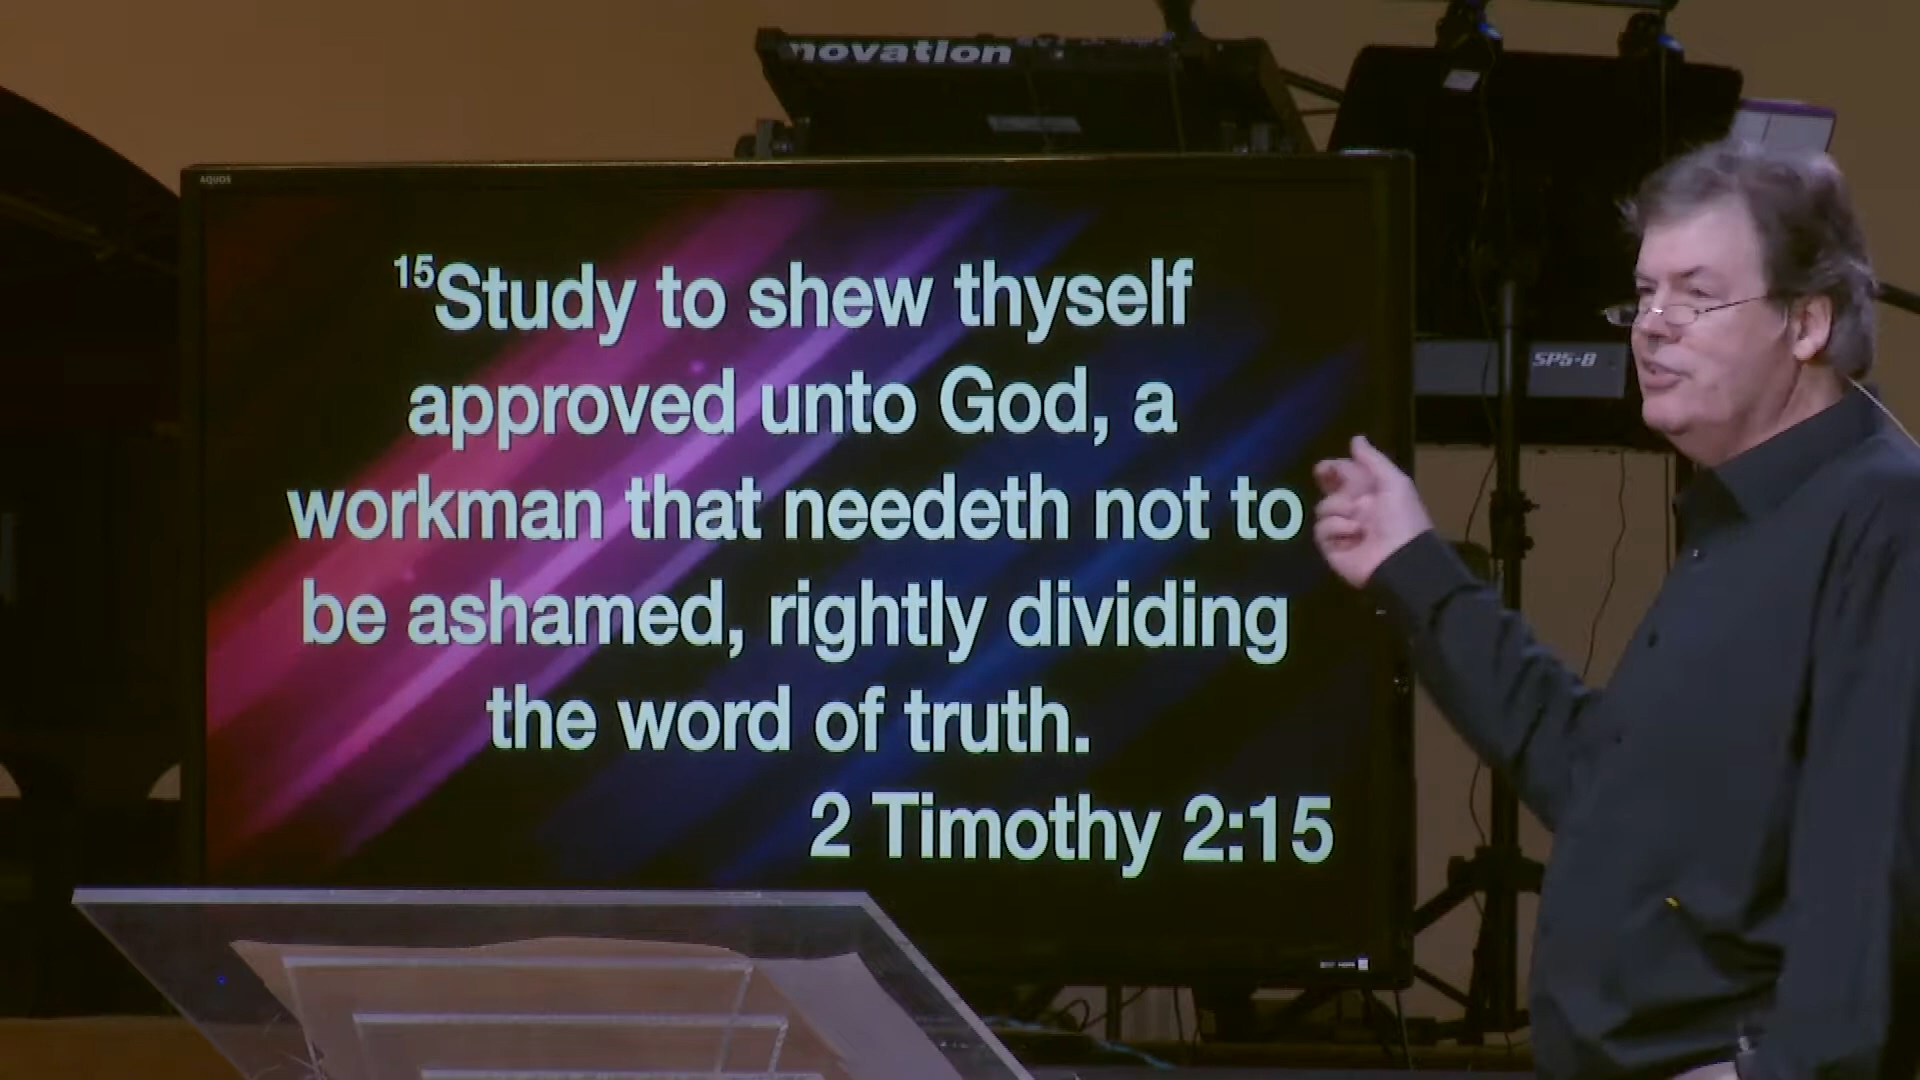 novation
AQUOS
15Study to shew thyself
approved unto God, a
workman that needeth not to
be ashamed, rightly dividing
the word of truth.
2 Timothy 2:15
SPS-8